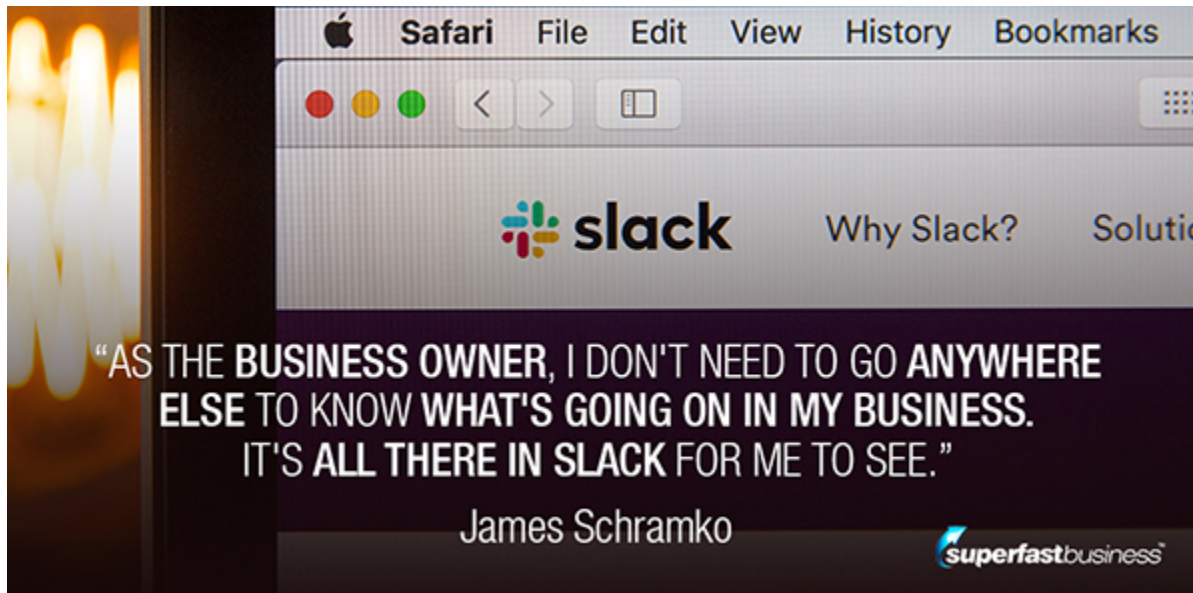 Safari File Edit View History Bookmarks
slack Why Slack? Solutio
“AS THE BUSINESS OWNER, I DON'T NEED TO GO ANYWHERE
ELSE TO KNOW WHAT'S GOING ON IN MY BUSINESS.
IT'S ALL THERE IN SLACK FOR ME TO SEE.”
James Schramko
superfastbusiness™